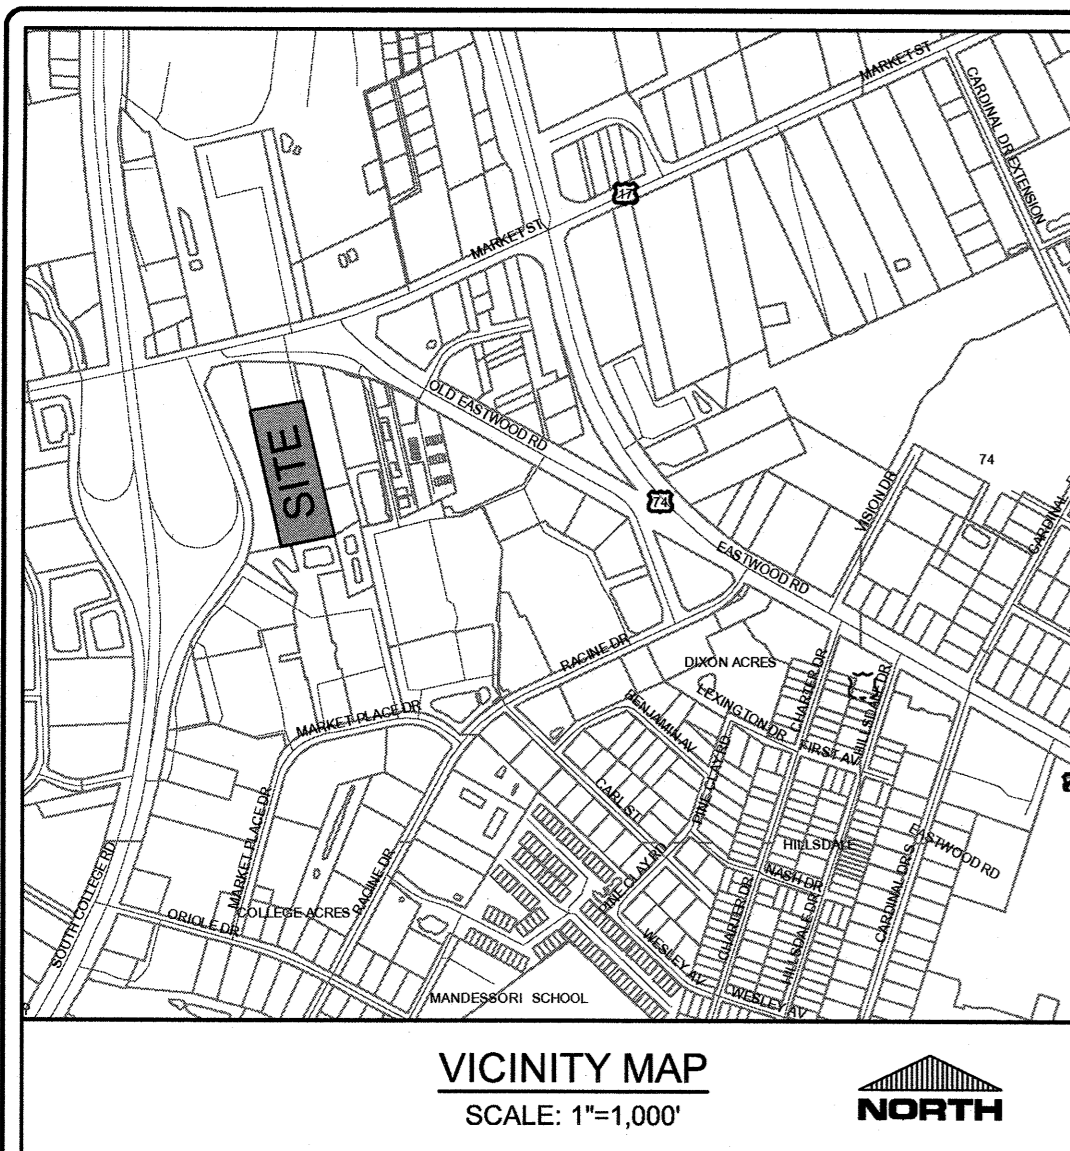 MARKET ST
CARDINAL DR EXTENSION
17
MARKET ST
OLD EASTWOOD RD
SITE
74
74
VISION DR
CARDINAL
EASTWOOD RD
RACINE DR
DIXON ACRES
CHARTER DR
HILLSDALE DR
LEXINGTON DR
BENJAMIN AV
MARKET PLACE DR
FIRST AV
PINE CLAY RD
CARL ST
MARKET PLACE DR
HILLSDALE
EASTWOOD RD
CARDINAL DR S
SOUTH COLLEGE RD
RACINE DR
PINE CLAY RD
NASH DR
COLLEGE ACRES
ORIOLE DR
CHARTER DR
HILLSDALE DR
WESLEY AV
WESLEY AV
MANDESSORI SCHOOL
VICINITY MAP
SCALE: 1"=1,000'
NORTH